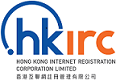 .hkirc
HONG KONG INTERNET REGISTRATION
CORPORATION LIMITED
香港互聯網註冊管理有限公司